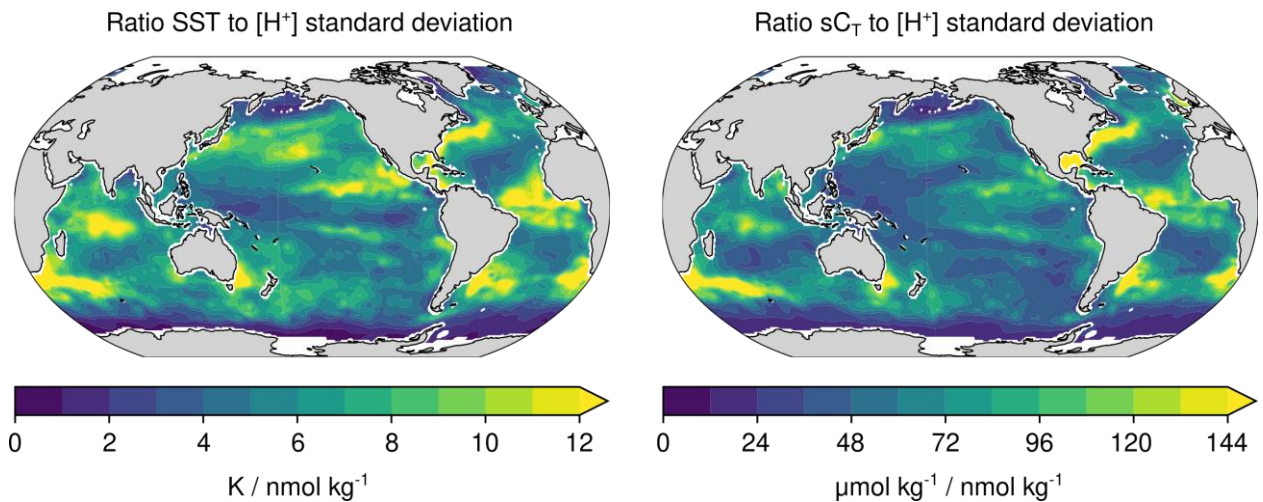 Ratio SST to [H⁺] standard deviation
Ratio sC_T to [H⁺] standard deviation
0 2 4 6 8 10 12
0 24 48 72 96 120 144
K / nmol kg⁻¹
µmol kg⁻¹ / nmol kg⁻¹